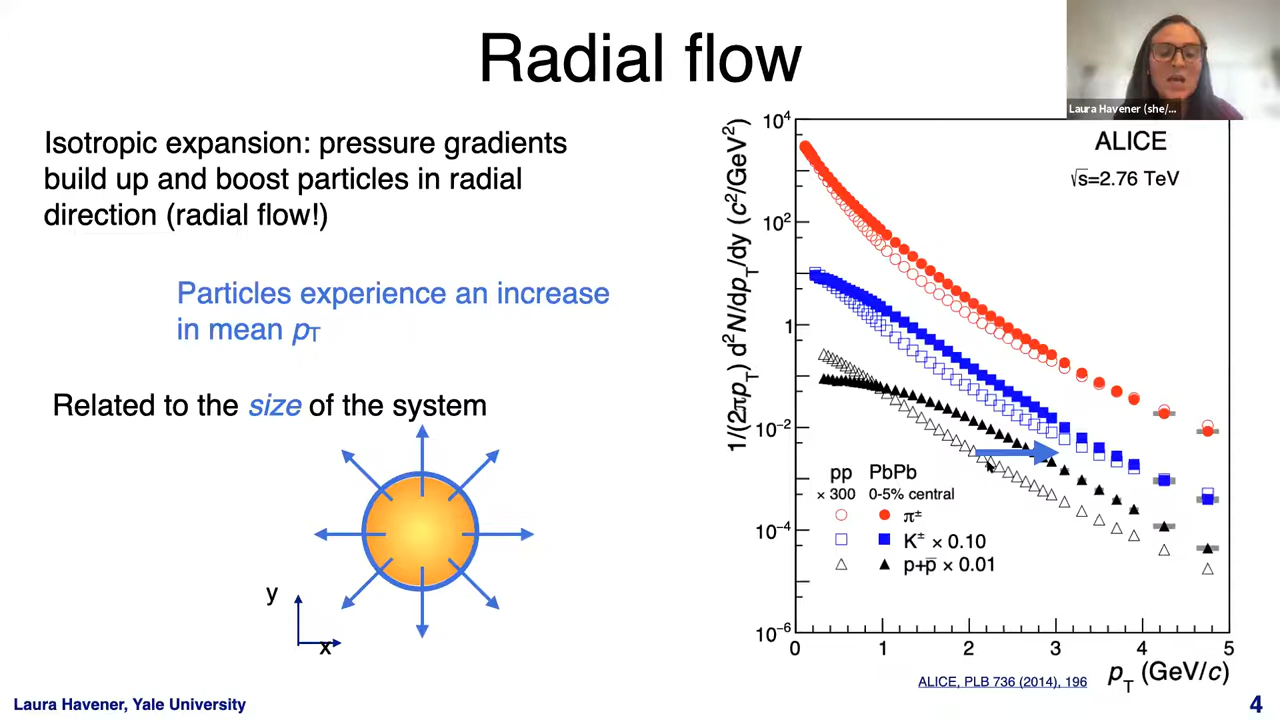 Radial flow
Laura Havener (she/...
Isotropic expansion: pressure gradients
build up and boost particles in radial
direction (radial flow!)
Particles experience an increase
in mean pT
Related to the size of the system
y
x
1/(2πp_T) d²N/dp_T/dy (c²/GeV²)
10⁴
10²
1
10⁻²
10⁻⁴
10⁻⁶
ALICE
√s=2.76 TeV
pp PbPb
× 300 0-5% central
π±
K± × 0.10
p+p̅ × 0.01
0 1 2 3 4 5
p_T (GeV/c)
ALICE, PLB 736 (2014), 196
Laura Havener, Yale University
4